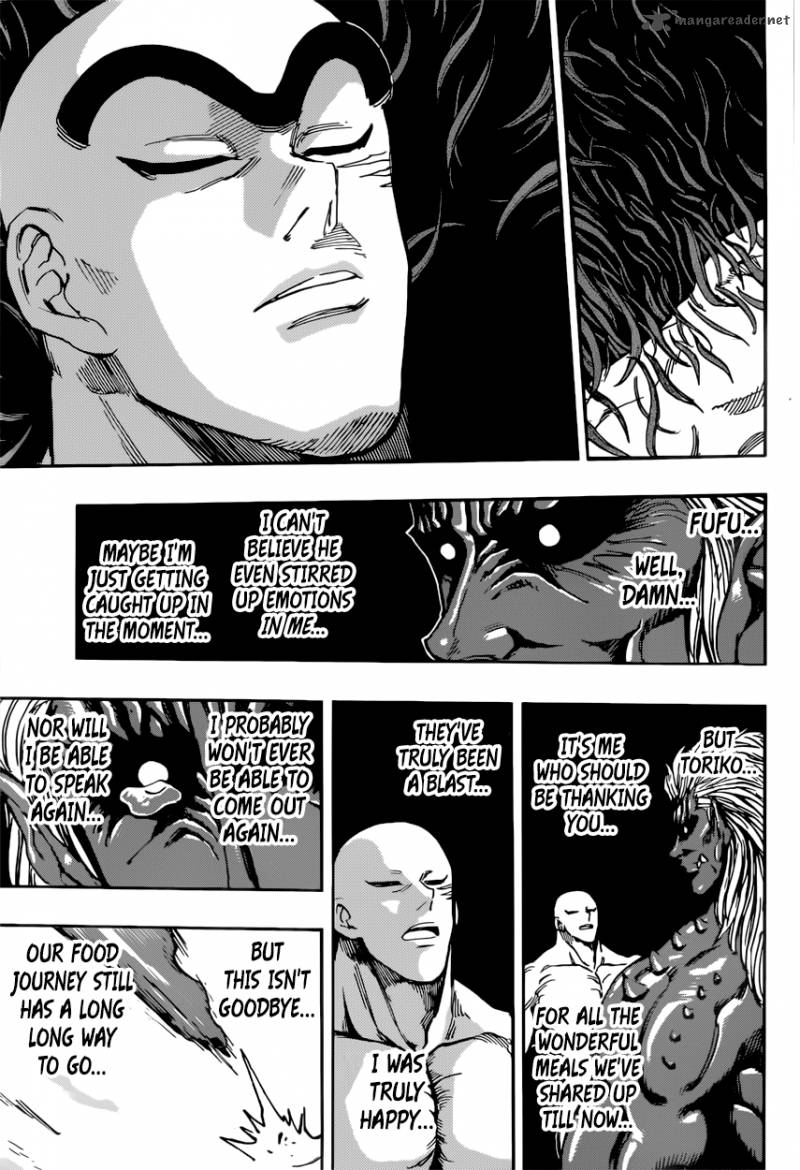 mangareader.net
FUFU...
WELL,
DAMN...
I CAN'T
BELIEVE HE
EVEN STIRRED
UP EMOTIONS
IN ME...
MAYBE I'M
JUST GETTING
CAUGHT UP IN
THE MOMENT...
BUT
TORIKO...
IT'S ME
WHO SHOULD
BE THANKING
YOU...
FOR ALL THE
WONDERFUL
MEALS WE'VE
SHARED UP
TILL NOW...
THEY'VE
TRULY BEEN
A BLAST...
I WAS
TRULY
HAPPY...
I PROBABLY
WON'T EVER
BE ABLE TO
COME OUT
AGAIN...
NOR WILL
I BE ABLE
TO SPEAK
AGAIN...
BUT
THIS ISN'T
GOODBYE...
OUR FOOD
JOURNEY STILL
HAS A LONG
LONG WAY
TO GO...